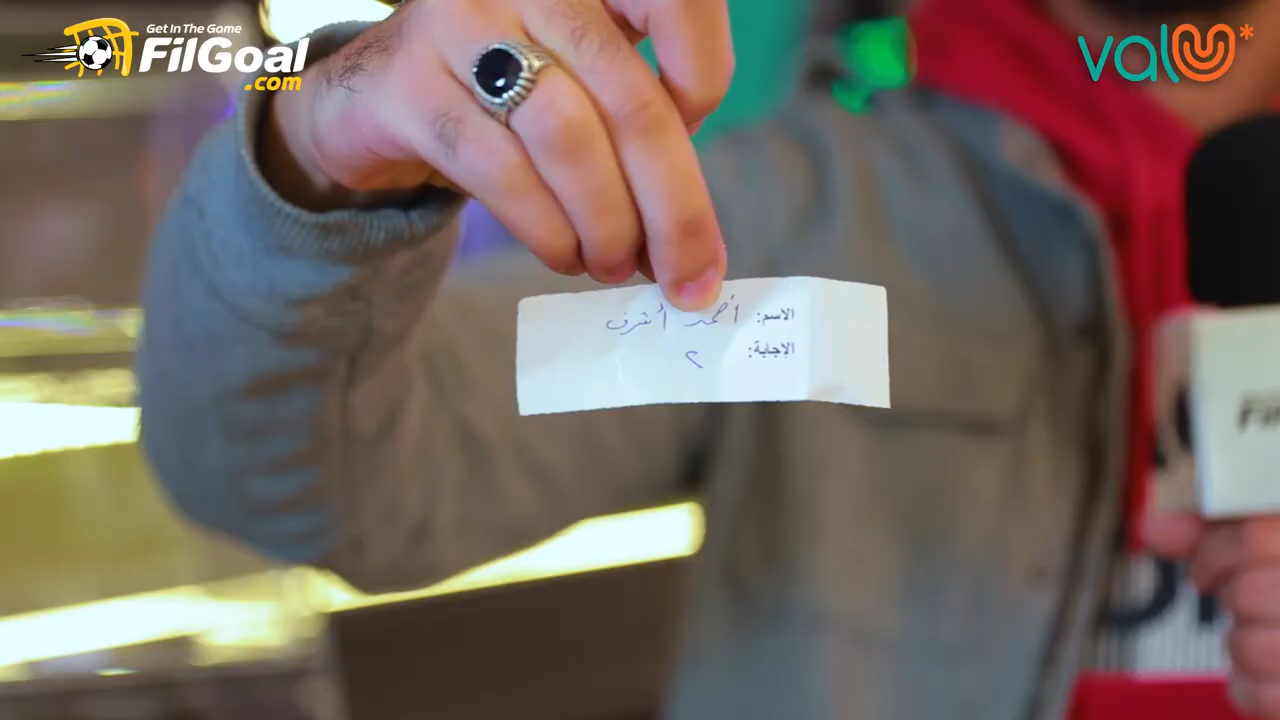 Get In The Game
FilGoal
.com
valU*
الاسم: أحمد أشرف
الإجابة: ٢